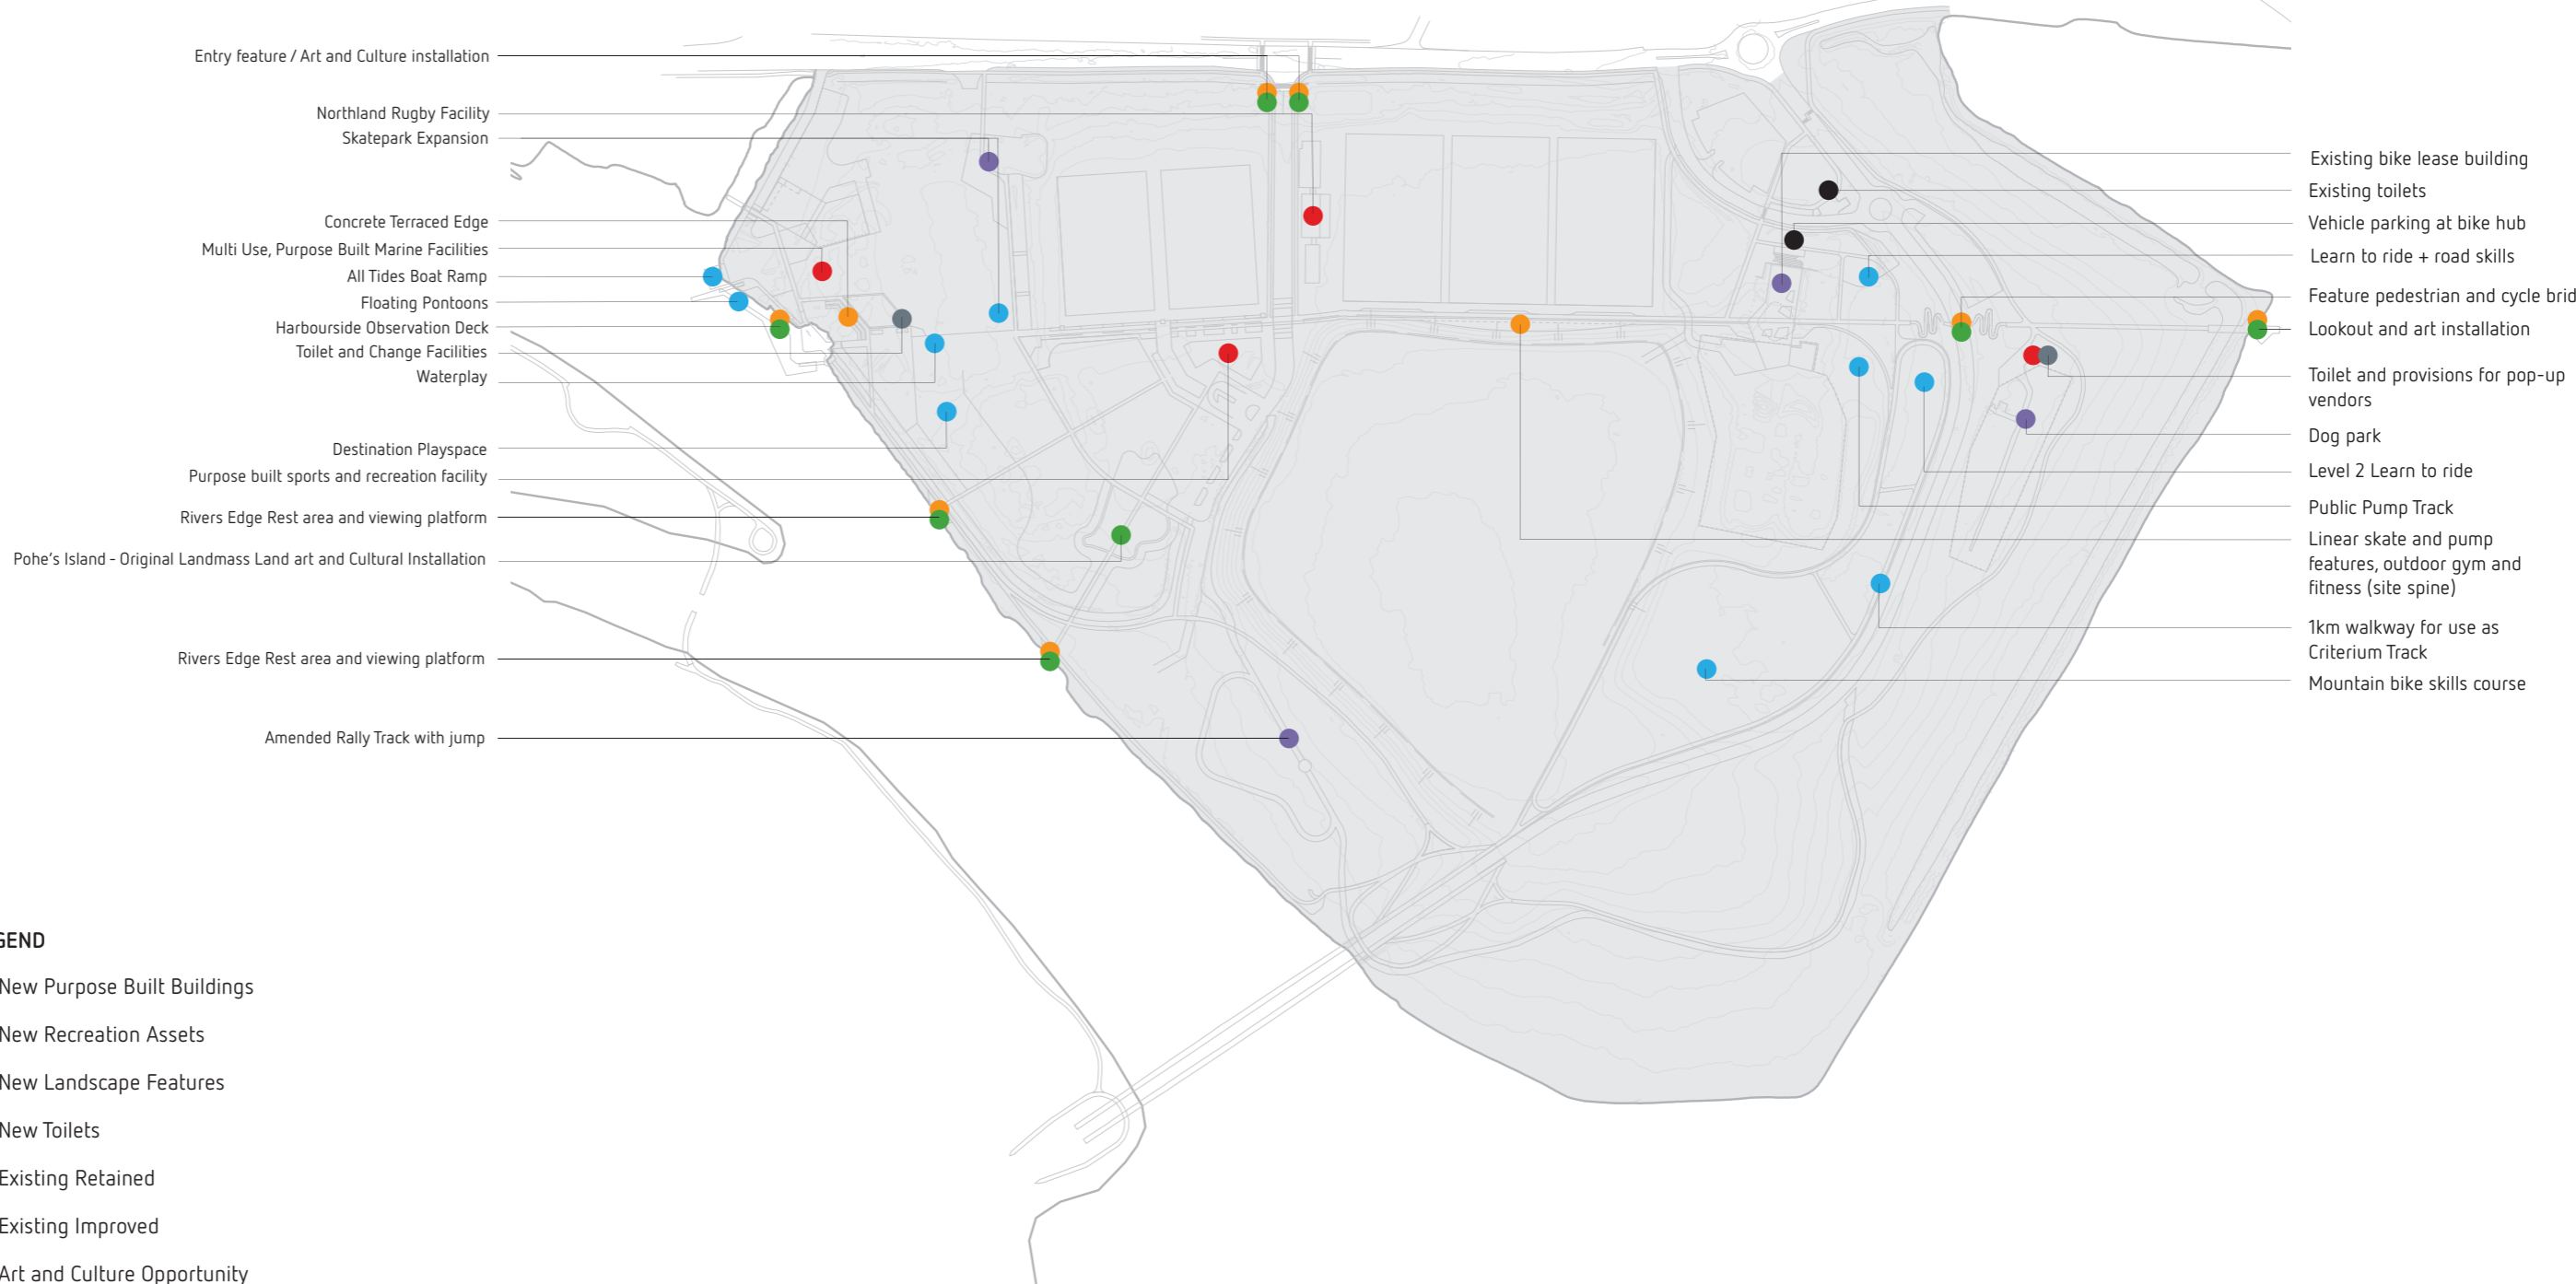 Entry feature / Art and Culture installation
Northland Rugby Facility
Skatepark Expansion
Concrete Terraced Edge
Multi Use, Purpose Built Marine Facilities
All Tides Boat Ramp
Floating Pontoons
Harbourside Observation Deck
Toilet and Change Facilities
Waterplay
Destination Playspace
Purpose built sports and recreation facility
Rivers Edge Rest area and viewing platform
Pohe's Island - Original Landmass Land art and Cultural Installation
Rivers Edge Rest area and viewing platform
Amended Rally Track with jump
Existing bike lease building
Existing toilets
Vehicle parking at bike hub
Learn to ride + road skills
Feature pedestrian and cycle brid
Lookout and art installation
Toilet and provisions for pop-up
vendors
Dog park
Level 2 Learn to ride
Public Pump Track
Linear skate and pump
features, outdoor gym and
fitness (site spine)
1km walkway for use as
Criterium Track
Mountain bike skills course
GEND
New Purpose Built Buildings
New Recreation Assets
New Landscape Features
New Toilets
Existing Retained
Existing Improved
Art and Culture Opportunity